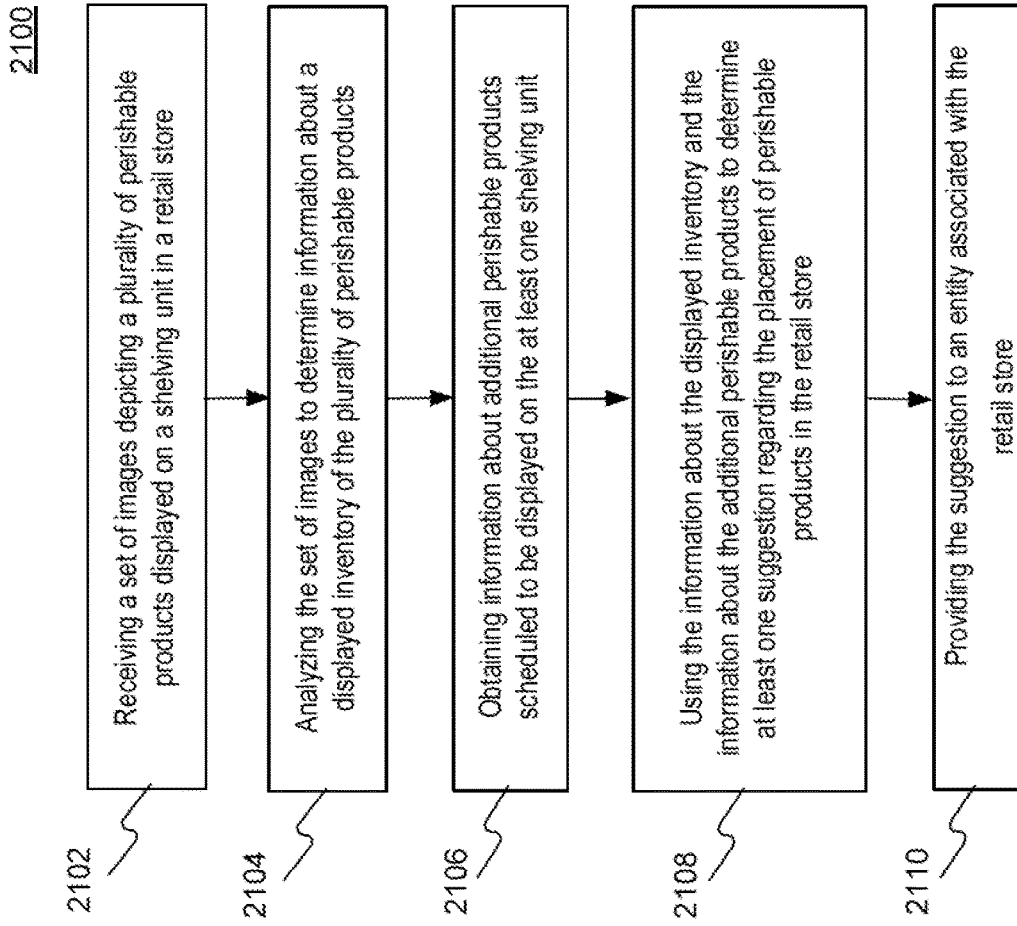 2100
2102
Receiving a set of images depicting a plurality of perishable
products displayed on a shelving unit in a retail store
2104
Analyzing the set of images to determine information about a
displayed inventory of the plurality of perishable products
2106
Obtaining information about additional perishable products
scheduled to be displayed on the at least one shelving unit
2108
Using the information about the displayed inventory and the
information about the additional perishable products to determine
at least one suggestion regarding the placement of perishable
products in the retail store
2110
Providing the suggestion to an entity associated with the
retail store